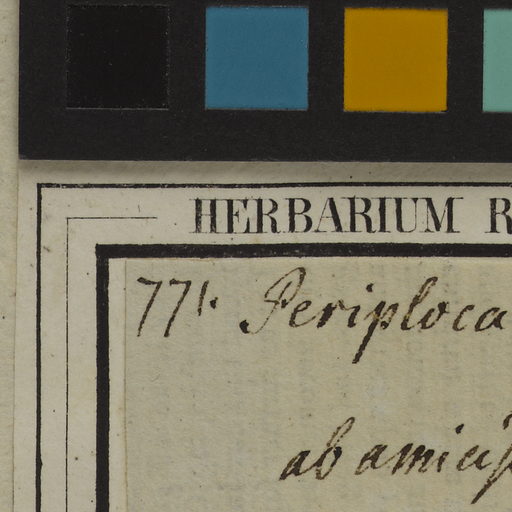 HERBARIUM R
771. Periploca
ab amicis